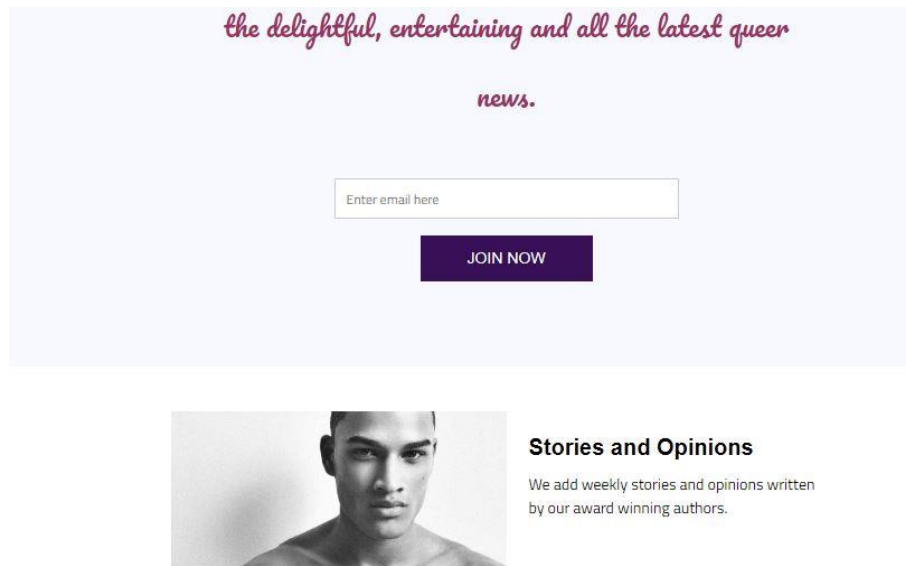 the delightful, entertaining and all the latest queer
news.
Enter email here
JOIN NOW
Stories and Opinions
We add weekly stories and opinions written
by our award winning authors.